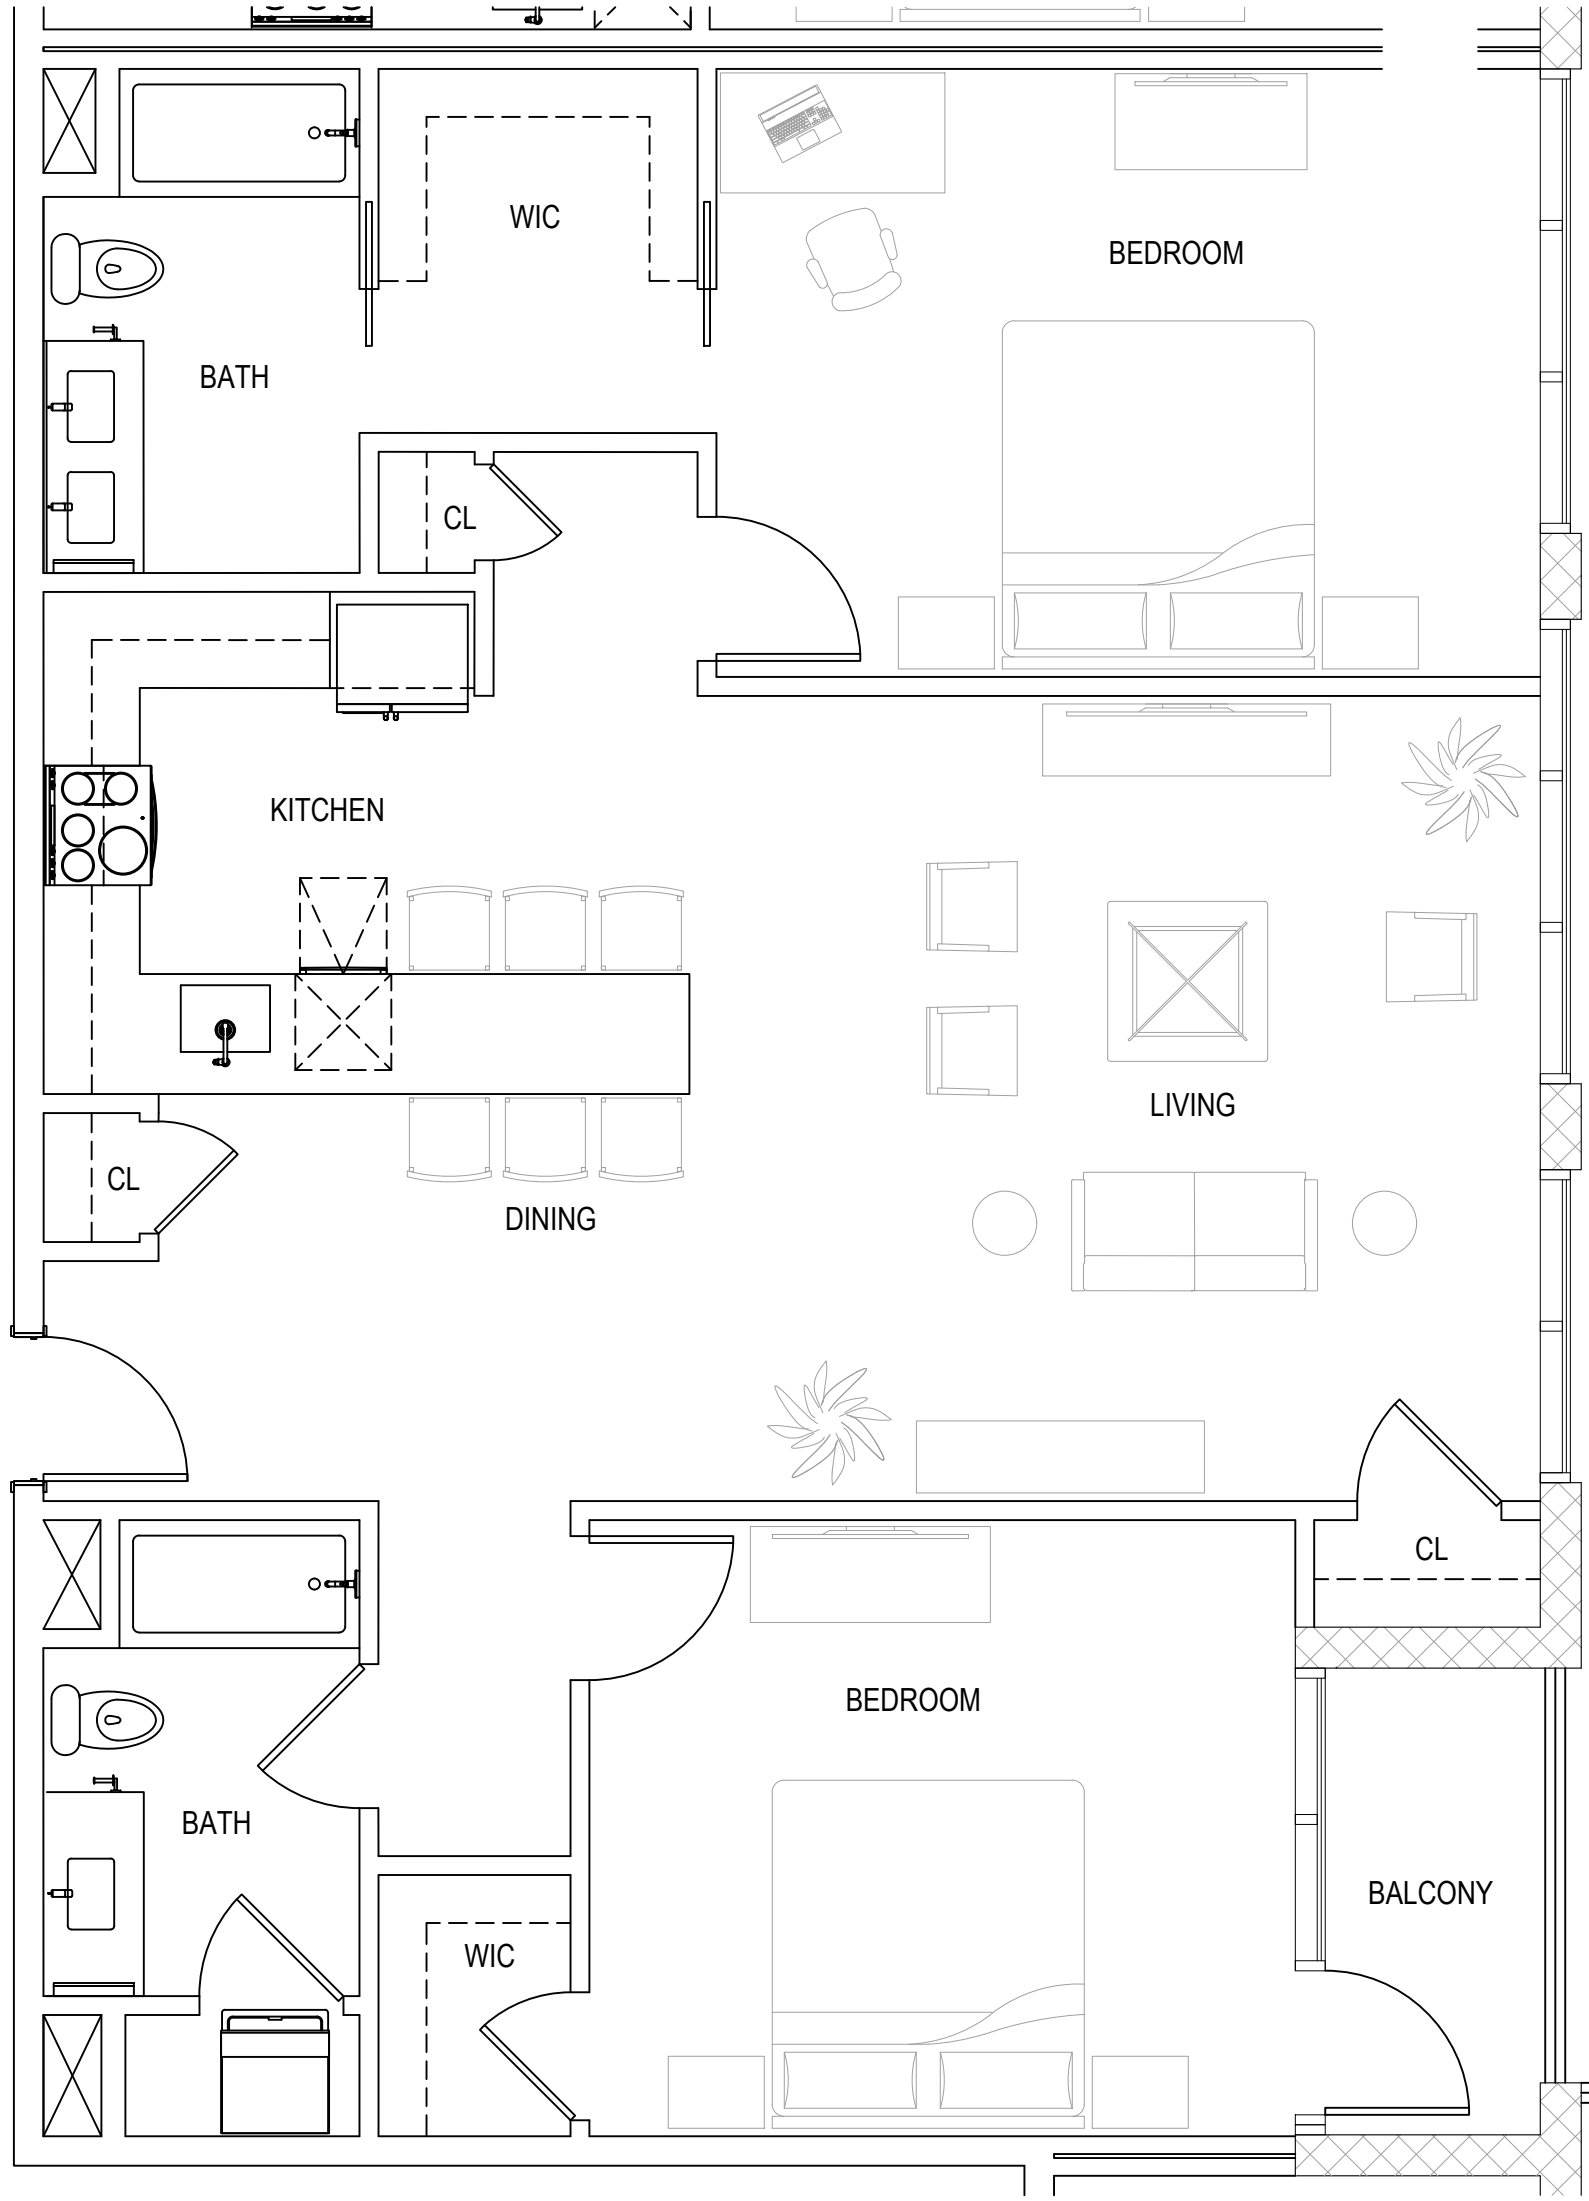 WIC
BEDROOM
BATH
CL
KITCHEN
LIVING
CL
DINING
CL
BEDROOM
BATH
BALCONY
WIC